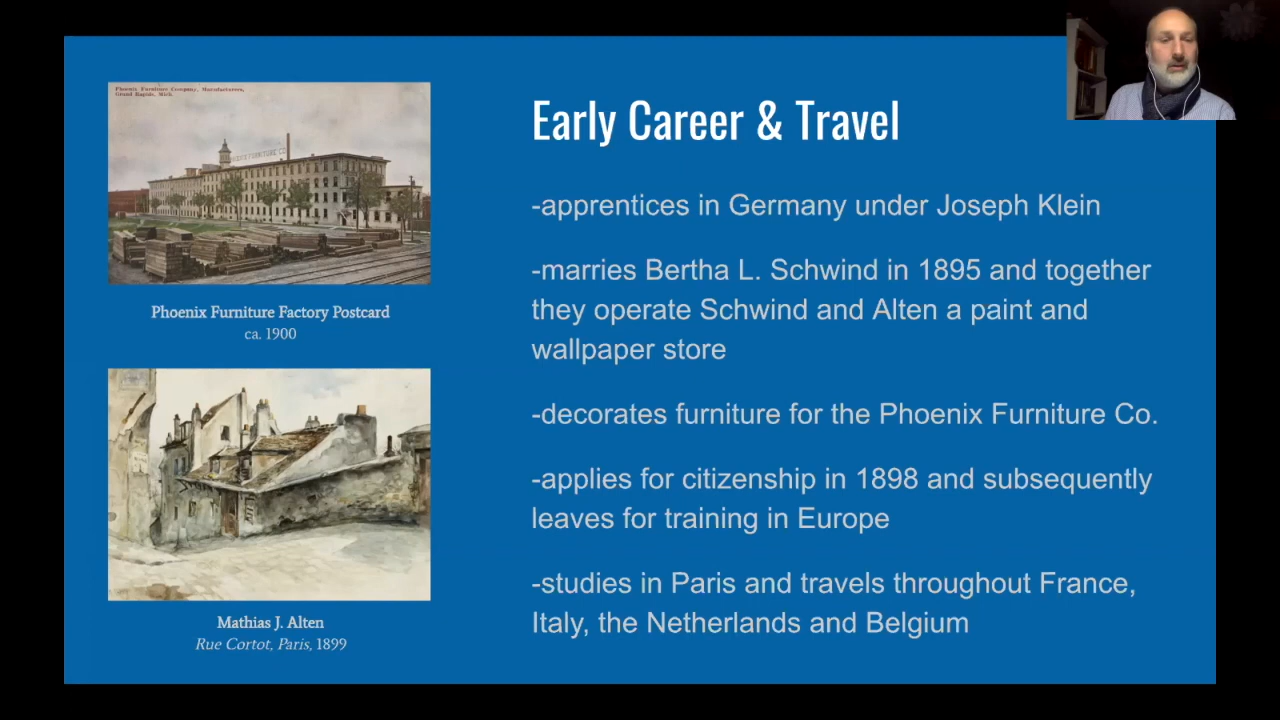 Phoenix Furniture Company, Manufacturers,
Grand Rapids, Mich.
PHOENIX FURNITURE CO.
Phoenix Furniture Factory Postcard
ca. 1900
Mathias J. Alten
Rue Cortot, Paris, 1899
Early Career & Travel
-apprentices in Germany under Joseph Klein
-marries Bertha L. Schwind in 1895 and together
they operate Schwind and Alten a paint and
wallpaper store
-decorates furniture for the Phoenix Furniture Co.
-applies for citizenship in 1898 and subsequently
leaves for training in Europe
-studies in Paris and travels throughout France,
Italy, the Netherlands and Belgium